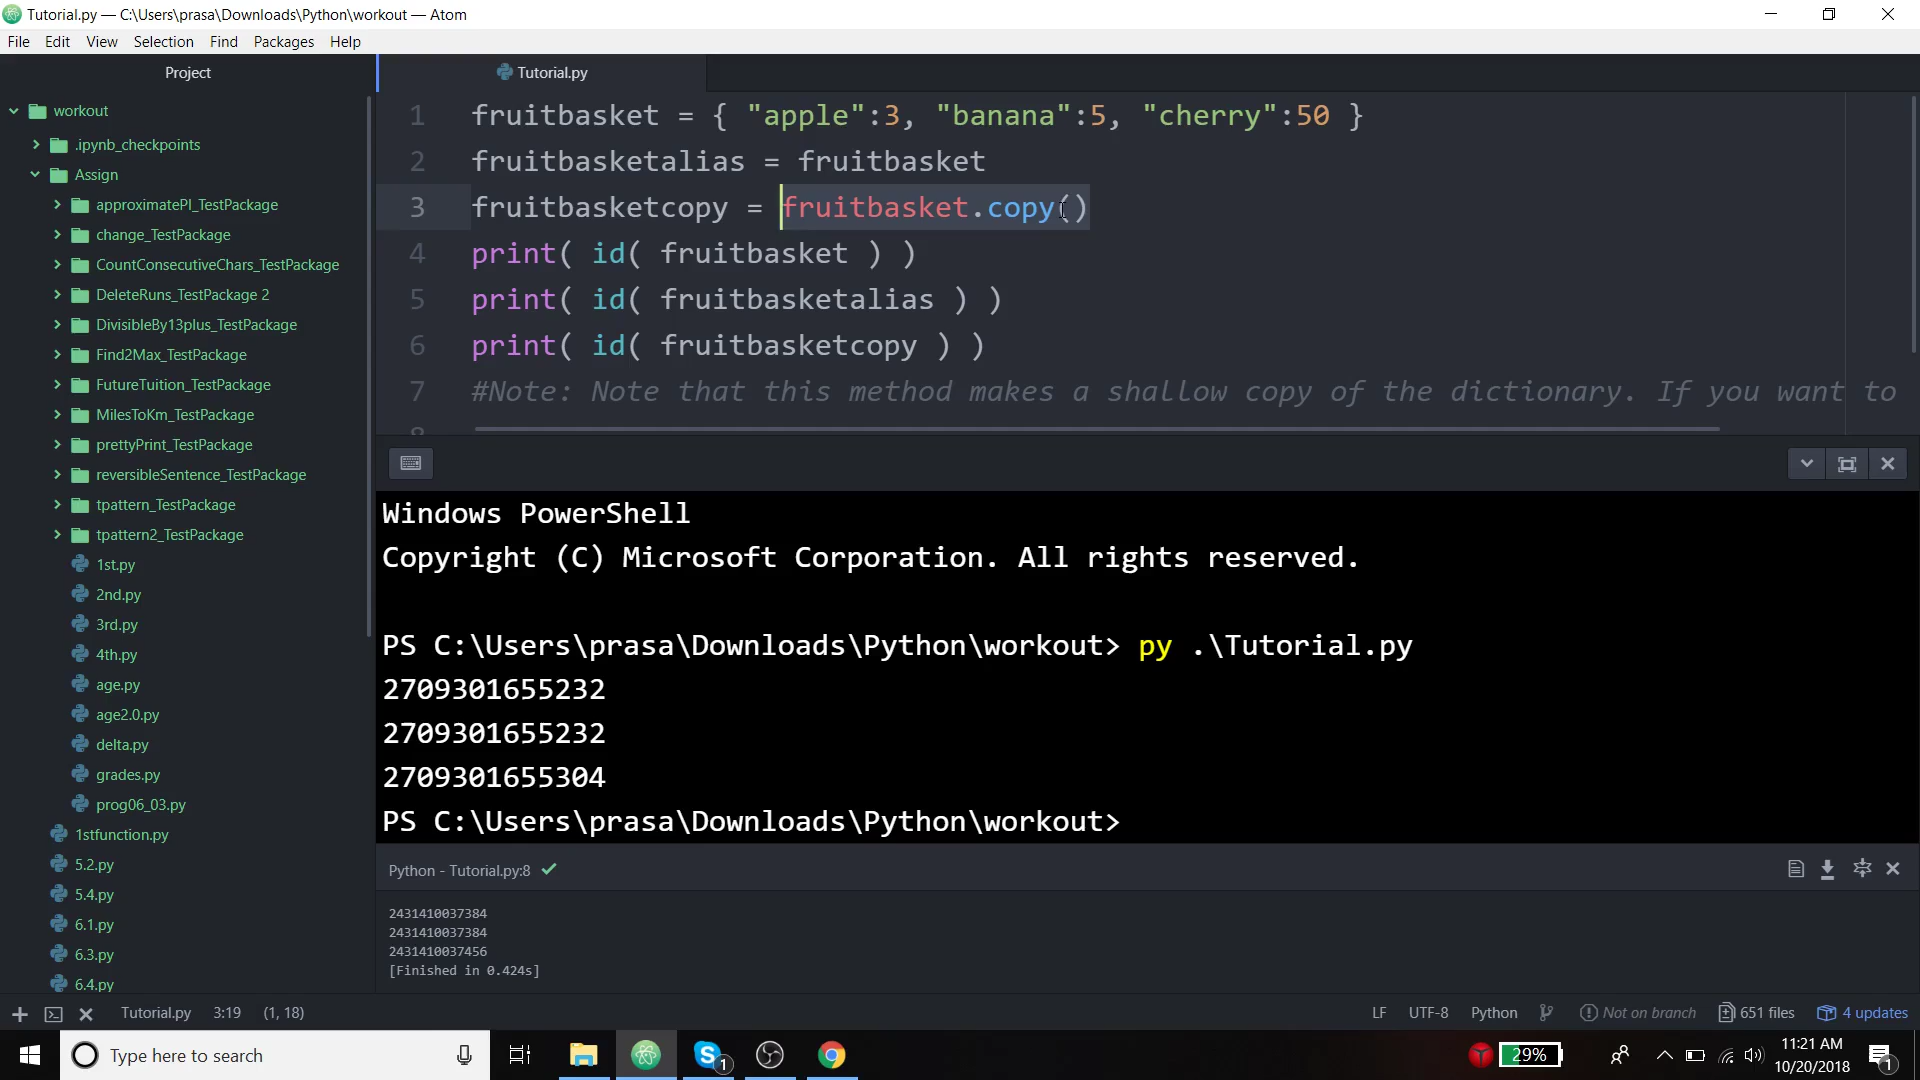 Tutorial.py — C:\Users\prasa\Downloads\Python\workout — Atom
File Edit View Selection Find Packages Help
Project
workout
.ipynb_checkpoints
Assign
approximatePI_TestPackage
change_TestPackage
CountConsecutiveChars_TestPackage
DeleteRuns_TestPackage 2
DivisibleBy13plus_TestPackage
Find2Max_TestPackage
FutureTuition_TestPackage
MilesToKm_TestPackage
prettyPrint_TestPackage
reversibleSentence_TestPackage
tpattern_TestPackage
tpattern2_TestPackage
1st.py
2nd.py
3rd.py
4th.py
age.py
age2.0.py
delta.py
grades.py
prog06_03.py
1stfunction.py
5.2.py
5.4.py
6.1.py
6.3.py
6.4.py
Tutorial.py
1 fruitbasket = { "apple":3, "banana":5, "cherry":50 }
2 fruitbasketalias = fruitbasket
3 fruitbasketcopy = fruitbasket.copy()
4 print( id( fruitbasket ) )
5 print( id( fruitbasketalias ) )
6 print( id( fruitbasketcopy ) )
7 #Note: Note that this method makes a shallow copy of the dictionary. If you want to
8
Windows PowerShell
Copyright (C) Microsoft Corporation. All rights reserved.
PS C:\Users\prasa\Downloads\Python\workout> py .\Tutorial.py
2709301655232
2709301655232
2709301655304
PS C:\Users\prasa\Downloads\Python\workout>
Python - Tutorial.py:8
2431410037384
2431410037384
2431410037456
[Finished in 0.424s]
Tutorial.py 3:19 (1, 18) LF UTF-8 Python Not on branch 651 files 4 updates
Type here to search
1
29%
11:21 AM
10/20/2018
1